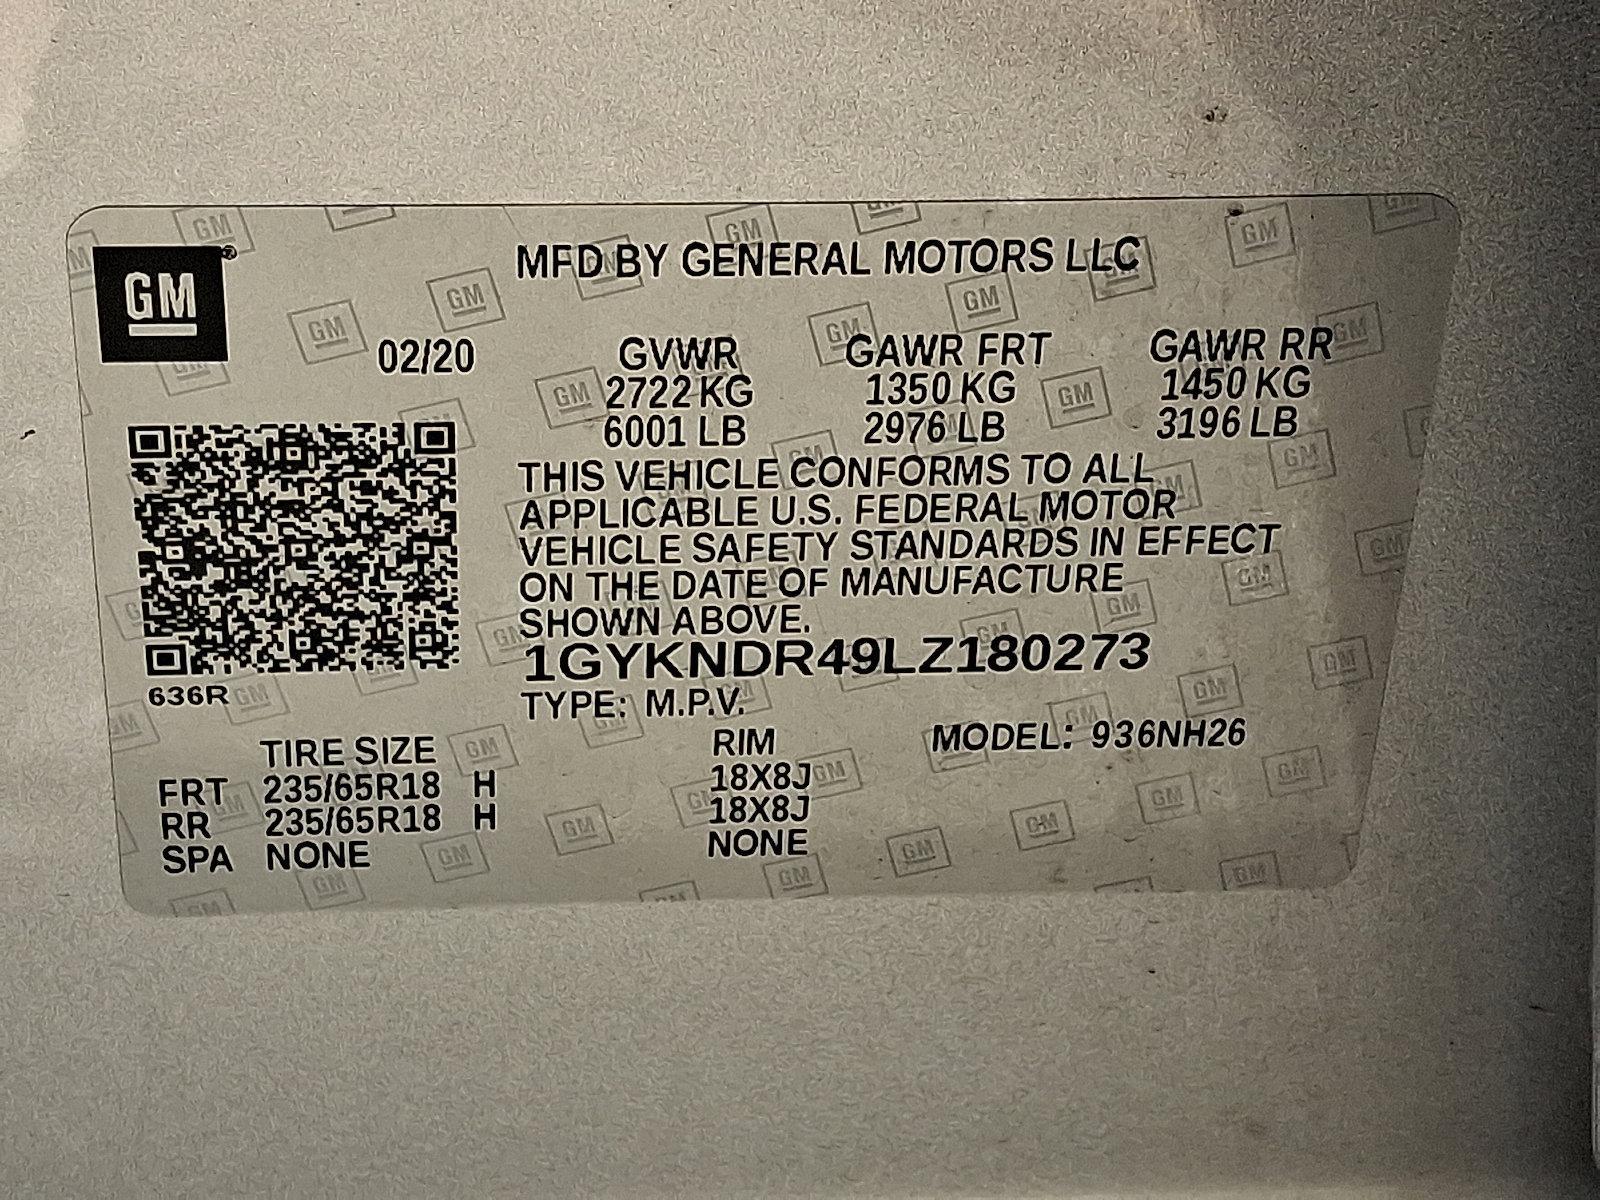 GM®
MFD BY GENERAL MOTORS LLC
02/20 GVWR GAWR FRT GAWR RR
2722 KG 1350 KG 1450 KG
6001 LB 2976 LB 3196 LB
THIS VEHICLE CONFORMS TO ALL
APPLICABLE U.S. FEDERAL MOTOR
VEHICLE SAFETY STANDARDS IN EFFECT
ON THE DATE OF MANUFACTURE
SHOWN ABOVE.
1GYKNDR49LZ180273
636R
TYPE: M.P.V.
MODEL: 936NH26
TIRE SIZE RIM
FRT 235/65R18 H 18X8J
RR 235/65R18 H 18X8J
SPA NONE NONE